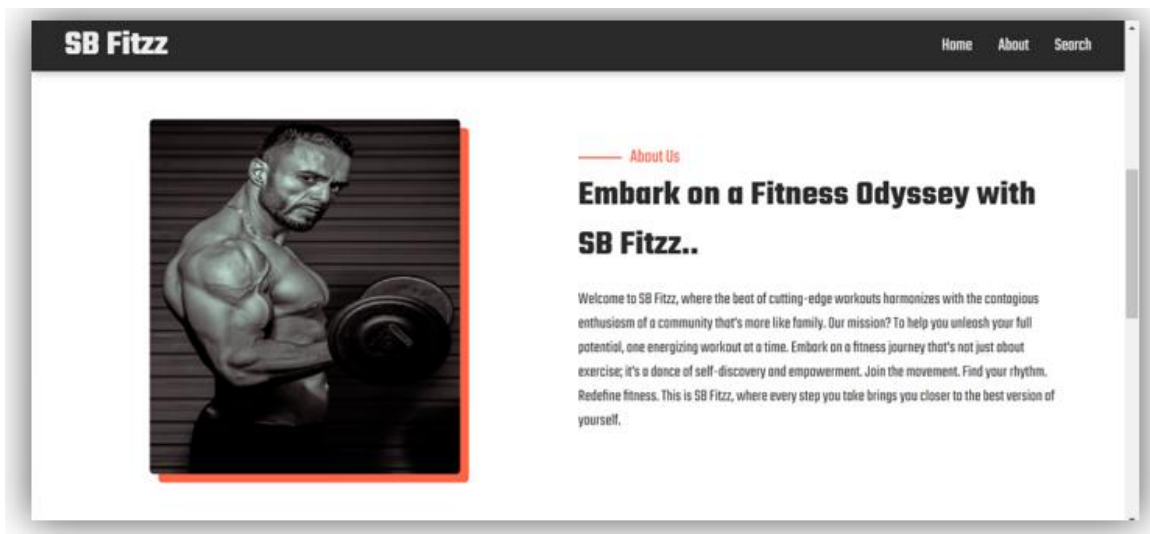 SB Fitzz
Home About Search
About Us
Embark on a Fitness Odyssey with
SB Fitzz..
Welcome to SB Fitzz, where the beat of cutting-edge workouts harmonizes with the contagious
enthusiasm of a community that's more like family. Our mission? To help you unleash your full
potential, one energizing workout at a time. Embark on a fitness journey that's not just about
exercise; it's a dance of self-discovery and empowerment. Join the movement. Find your rhythm.
Redefine fitness. This is SB Fitzz, where every step you take brings you closer to the best version of
yourself.